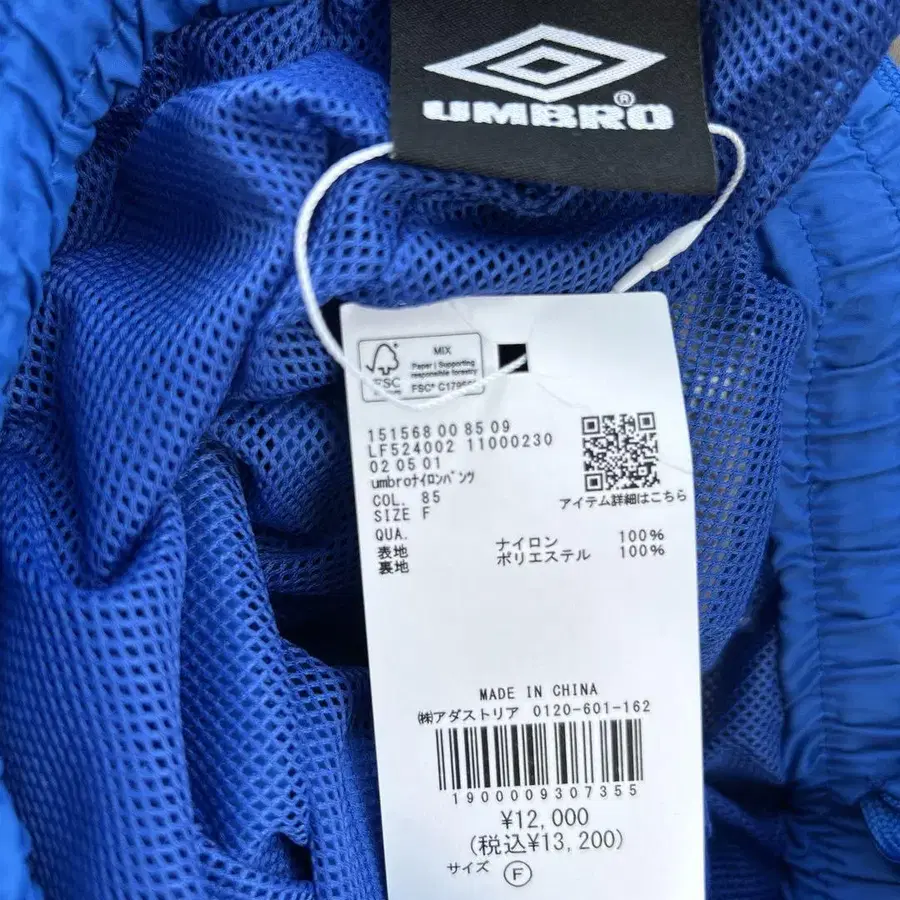 UMBRO®
FSC
MIX
Paper | Supporting
responsible forestry
FSC® C1795
151568 00 85 09
LF524002 11000230
02 05 01
umbroナイロンパンツ
COL. 85
SIZE F
QUA.
表地 ナイロン 100%
裏地 ポリエステル 100%
アイテム詳細はこちら
MADE IN CHINA
㈱アダストリア 0120-601-162
1900009307355
¥12,000
(税込¥13,200)
サイズ Ⓕ